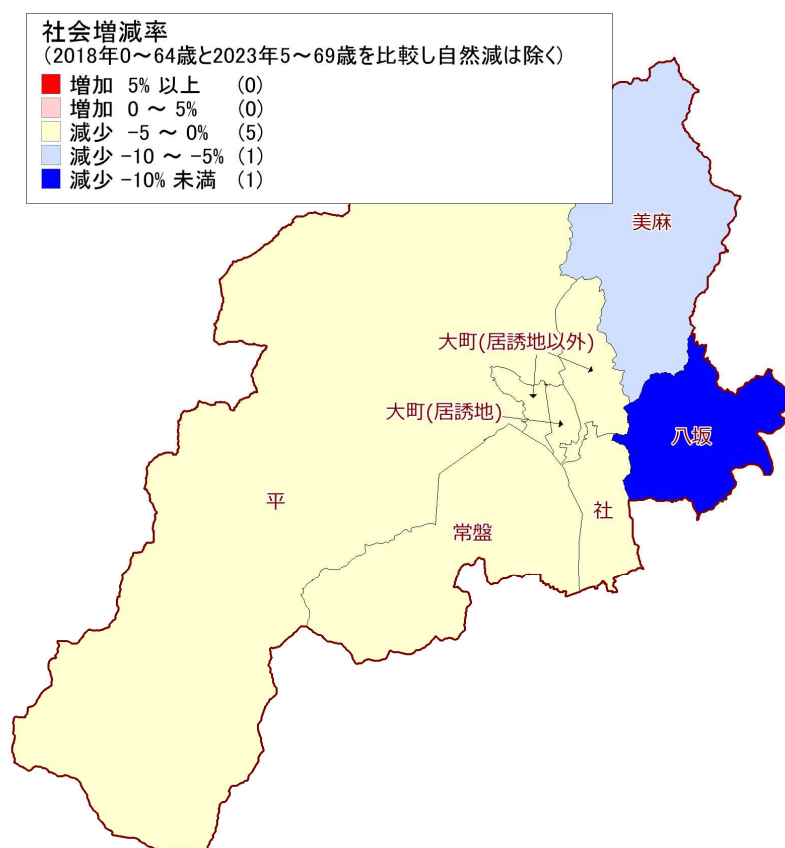 社会増減率
(2018年0～64歳と2023年5～69歳を比較し自然減は除く)
増加 5% 以上 (0)
増加 0 ～ 5% (0)
減少 -5 ～ 0% (5)
減少 -10 ～ -5% (1)
減少 -10% 未満 (1)
美麻
大町(居誘地以外)
大町(居誘地)
八坂
平
社
常盤